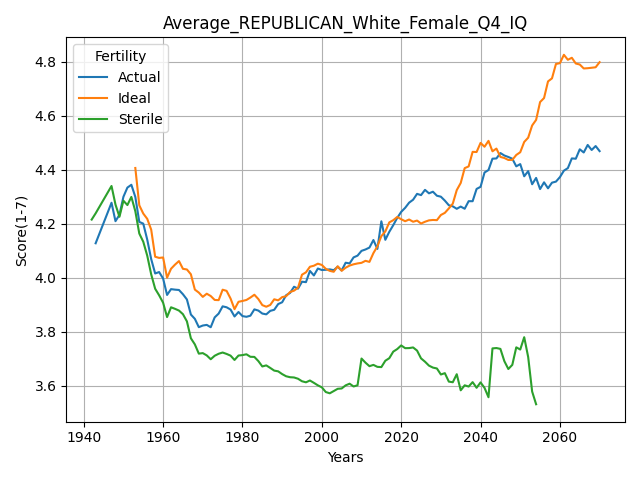 Average_REPUBLICAN_White_Female_Q4_IQ
Fertility
Actual
Ideal
Sterile
Score(1-7)
4.8
4.6
4.4
4.2
4.0
3.8
3.6
1940 1960 1980 2000 2020 2040 2060
Years